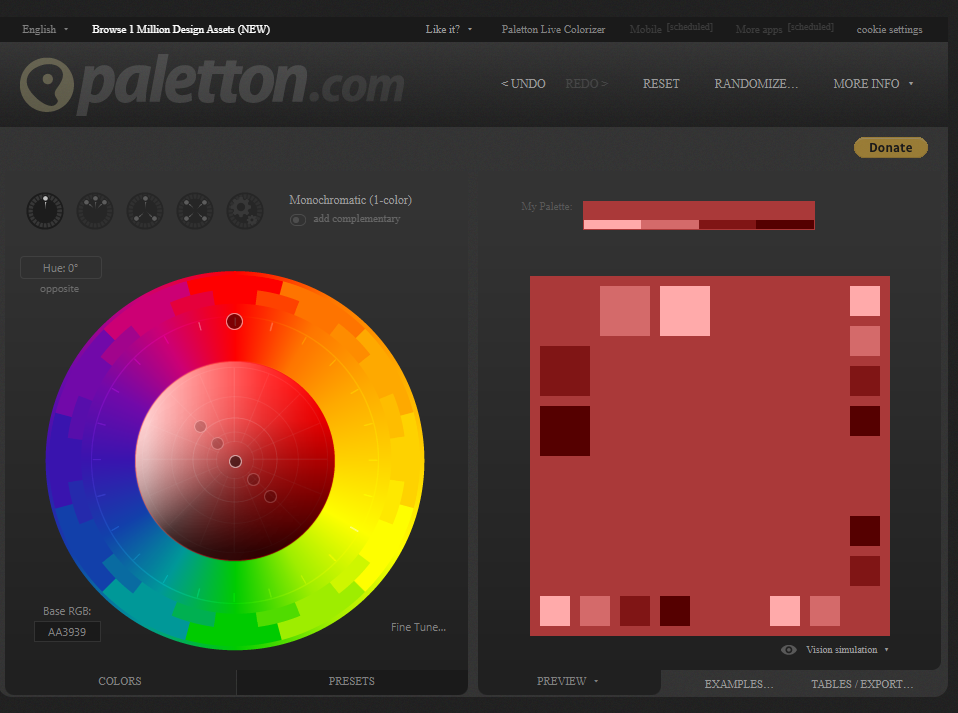 English
Browse 1 Million Design Assets (NEW)
Like it?
Paletton Live Colorizer
Mobile [scheduled]
More apps [scheduled]
cookie settings
paletton.com
< UNDO
REDO >
RESET
RANDOMIZE...
MORE INFO
Donate
Monochromatic (1-color)
add complementary
My Palette:
Hue: 0°
opposite
Base RGB:
AA3939
Fine Tune...
Vision simulation
COLORS
PRESETS
PREVIEW
EXAMPLES...
TABLES / EXPORT...